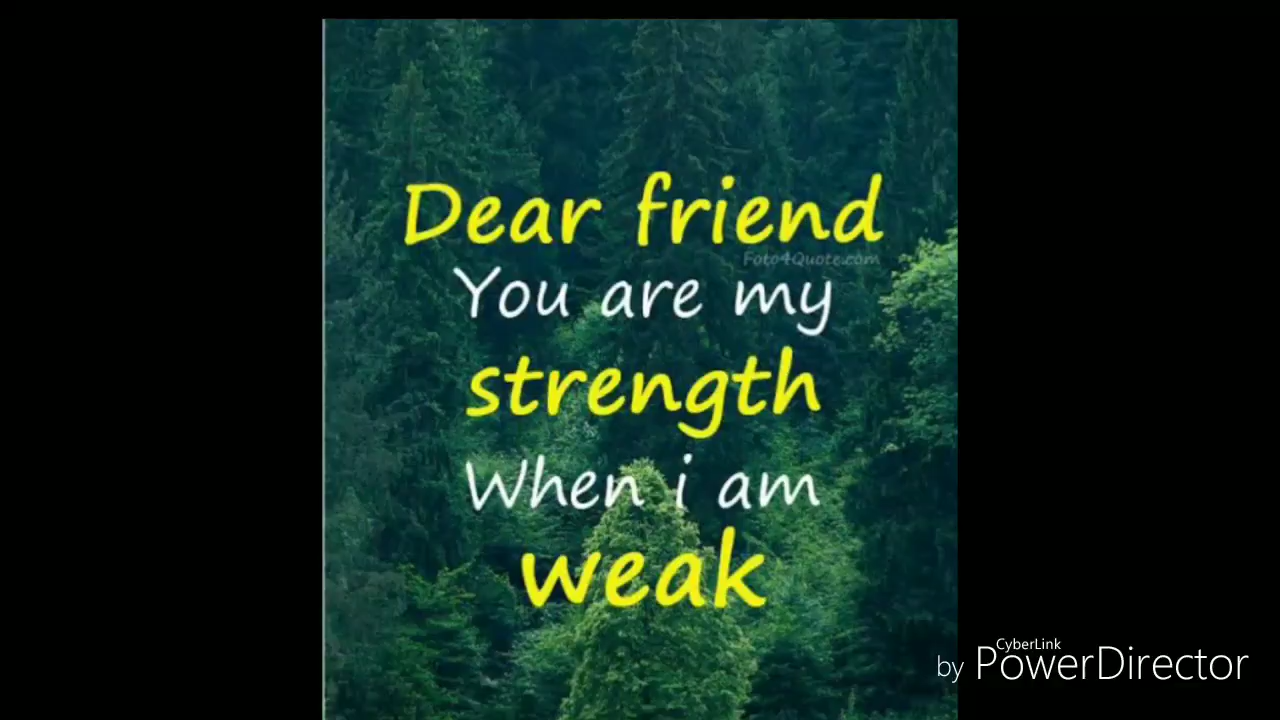 Dear friend
Foto4Quote.com
You are my
strength
When i am
weak
CyberLink
by PowerDirector